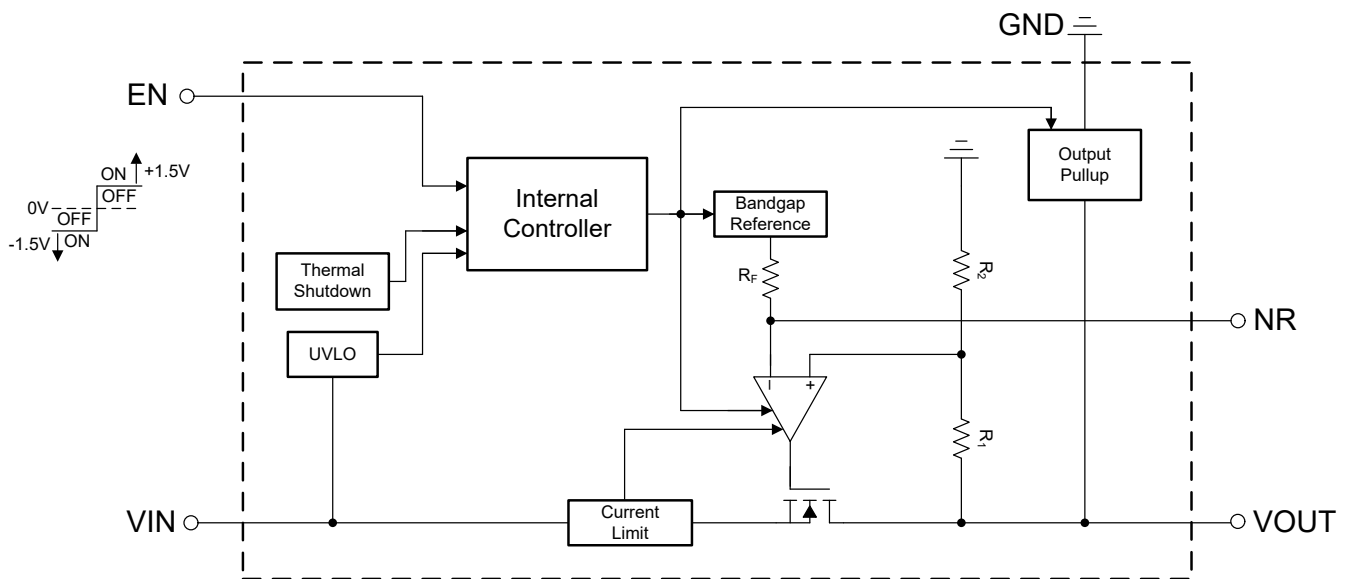 GND
EN
ON
+1.5V
OFF
0V
OFF
-1.5V
ON
Internal
Controller
Output
Pullup
Bandgap
Reference
Thermal
Shutdown
RF
R2
NR
UVLO
- +
R1
VIN
Current
Limit
VOUT